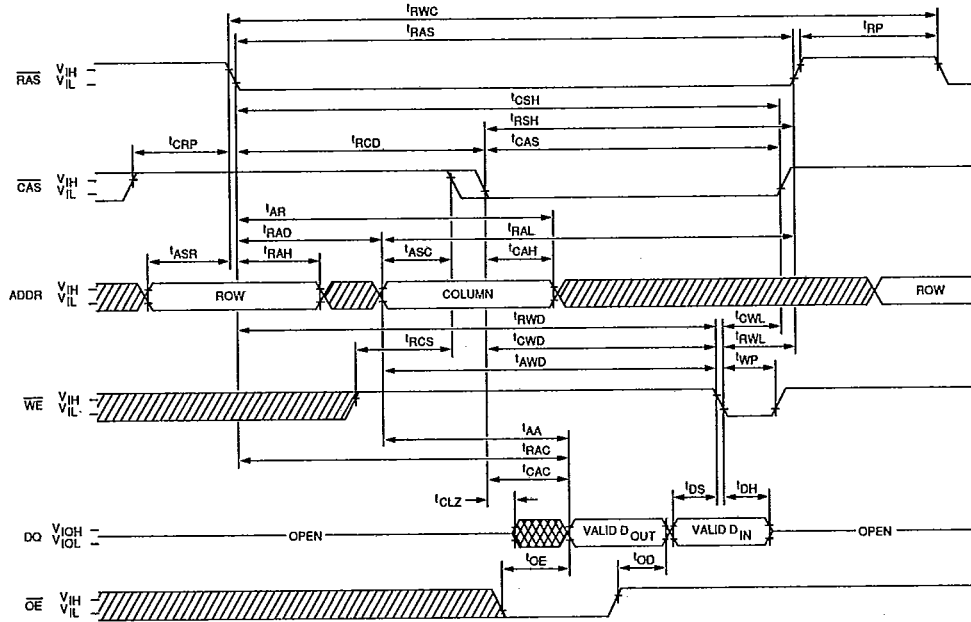 tRWC
tRAS
tRP
RAS VIH
VIL
tCSH
tRSH
tCRP
tRCD
tCAS
CAS VIH
VIL
tAR
tRAD
tRAL
tASR
tRAH
tASC
tCAH
ADDR VIH
VIL
ROW
COLUMN
ROW
tRWD
tCWL
tRCS
tCWD
tRWL
tAWD
tWP
WE VIH
VIL
tAA
tRAC
tCAC
tCLZ
tDS
tDH
DQ VIOH
VIOL
OPEN
VALID DOUT
VALID DIN
OPEN
tOE
tOD
OE VIH
VIL